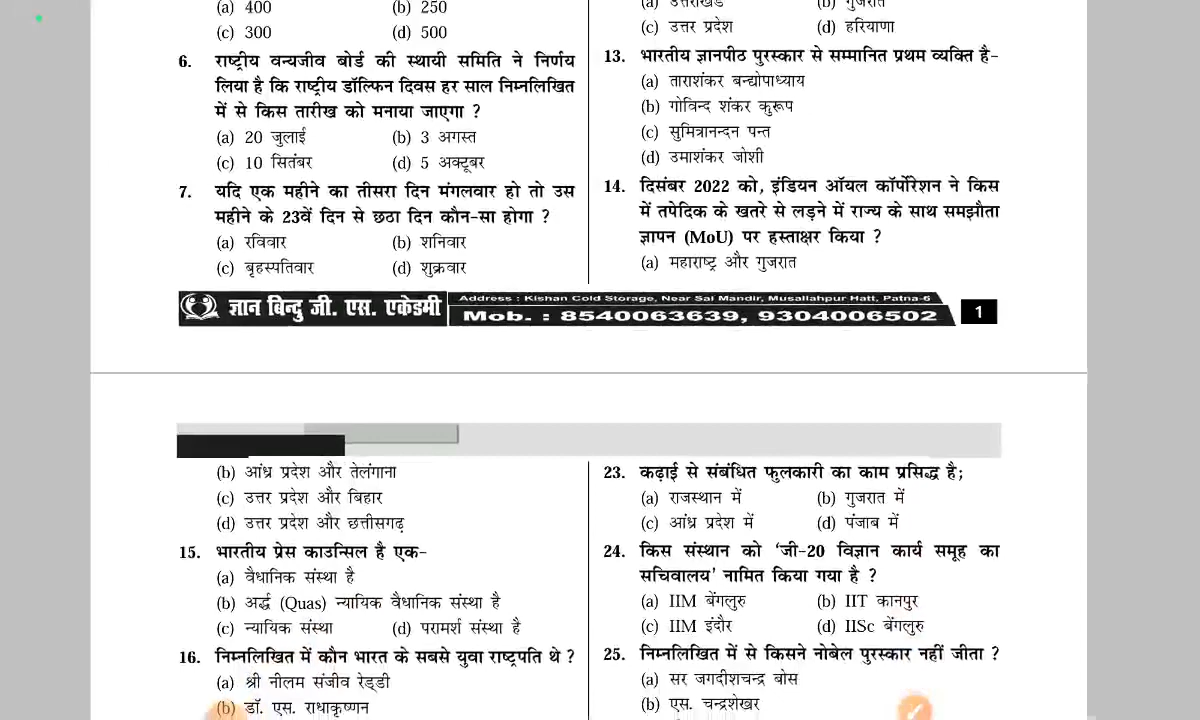 (a) 400 (b) 250
(c) 300 (d) 500
6. राष्ट्रीय वन्यजीव बोर्ड की स्थायी समिति ने निर्णय
लिया है कि राष्ट्रीय डॉल्फिन दिवस हर साल निम्नलिखित
में से किस तारीख को मनाया जाएगा ?
(a) 20 जुलाई (b) 3 अगस्त
(c) 10 सितंबर (d) 5 अक्टूबर
7. यदि एक महीने का तीसरा दिन मंगलवार हो तो उस
महीने के 23वें दिन से छठा दिन कौन-सा होगा ?
(a) रविवार (b) शनिवार
(c) बृहस्पतिवार (d) शुक्रवार
(a) उत्तराखंड (b) गुजरात
(c) उत्तर प्रदेश (d) हरियाणा
13. भारतीय ज्ञानपीठ पुरस्कार से सम्मानित प्रथम व्यक्ति है-
(a) ताराशंकर बन्द्योपाध्याय
(b) गोविन्द शंकर कुरूप
(c) सुमित्रानन्दन पन्त
(d) उमाशंकर जोशी
14. दिसंबर 2022 को, इंडियन ऑयल कॉर्पोरेशन ने किस
में तपेदिक के खतरे से लड़ने में राज्य के साथ समझौता
ज्ञापन (MoU) पर हस्ताक्षर किया ?
(a) महाराष्ट्र और गुजरात
ज्ञान बिन्दु जी. एस. एकेडमी
Address : Kishan Cold Storage, Near Sai Mandir, Musallahpur Hatt, Patna-6
Mob. : 8540063639, 9304006502
1
(b) आंध्र प्रदेश और तेलंगाना
(c) उत्तर प्रदेश और बिहार
(d) उत्तर प्रदेश और छत्तीसगढ़
15. भारतीय प्रेस काउन्सिल है एक-
(a) वैधानिक संस्था है
(b) अर्द्ध (Quas) न्यायिक वैधानिक संस्था है
(c) न्यायिक संस्था (d) परामर्श संस्था है
16. निम्नलिखित में कौन भारत के सबसे युवा राष्ट्रपति थे ?
(a) श्री नीलम संजीव रेड्डी
(b) डॉ. एस. राधाकृष्णन
23. कढ़ाई से संबंधित फुलकारी का काम प्रसिद्ध है;
(a) राजस्थान में (b) गुजरात में
(c) आंध्र प्रदेश में (d) पंजाब में
24. किस संस्थान को ‘जी-20 विज्ञान कार्य समूह का
सचिवालय’ नामित किया गया है ?
(a) IIM बेंगलुरु (b) IIT कानपुर
(c) IIM इंदौर (d) IISc बेंगलुरु
25. निम्नलिखित में से किसने नोबेल पुरस्कार नहीं जीता ?
(a) सर जगदीशचन्द्र बोस
(b) एस. चन्द्रशेखर